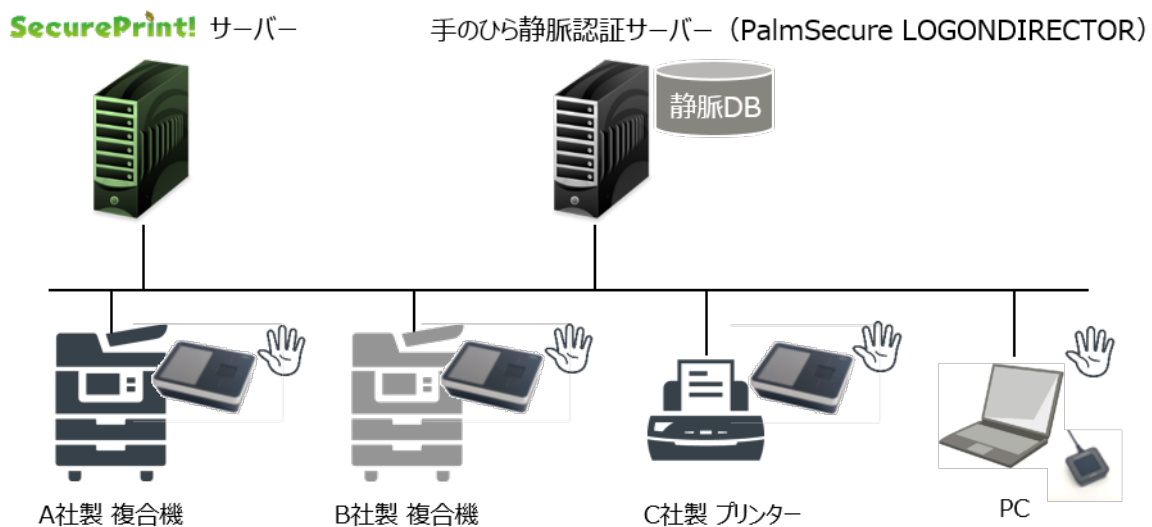 SecurePrint! サーバー
手のひら静脈認証サーバー（PalmSecure LOGONDIRECTOR）
静脈DB
A社製 複合機
B社製 複合機
C社製 プリンター
PC